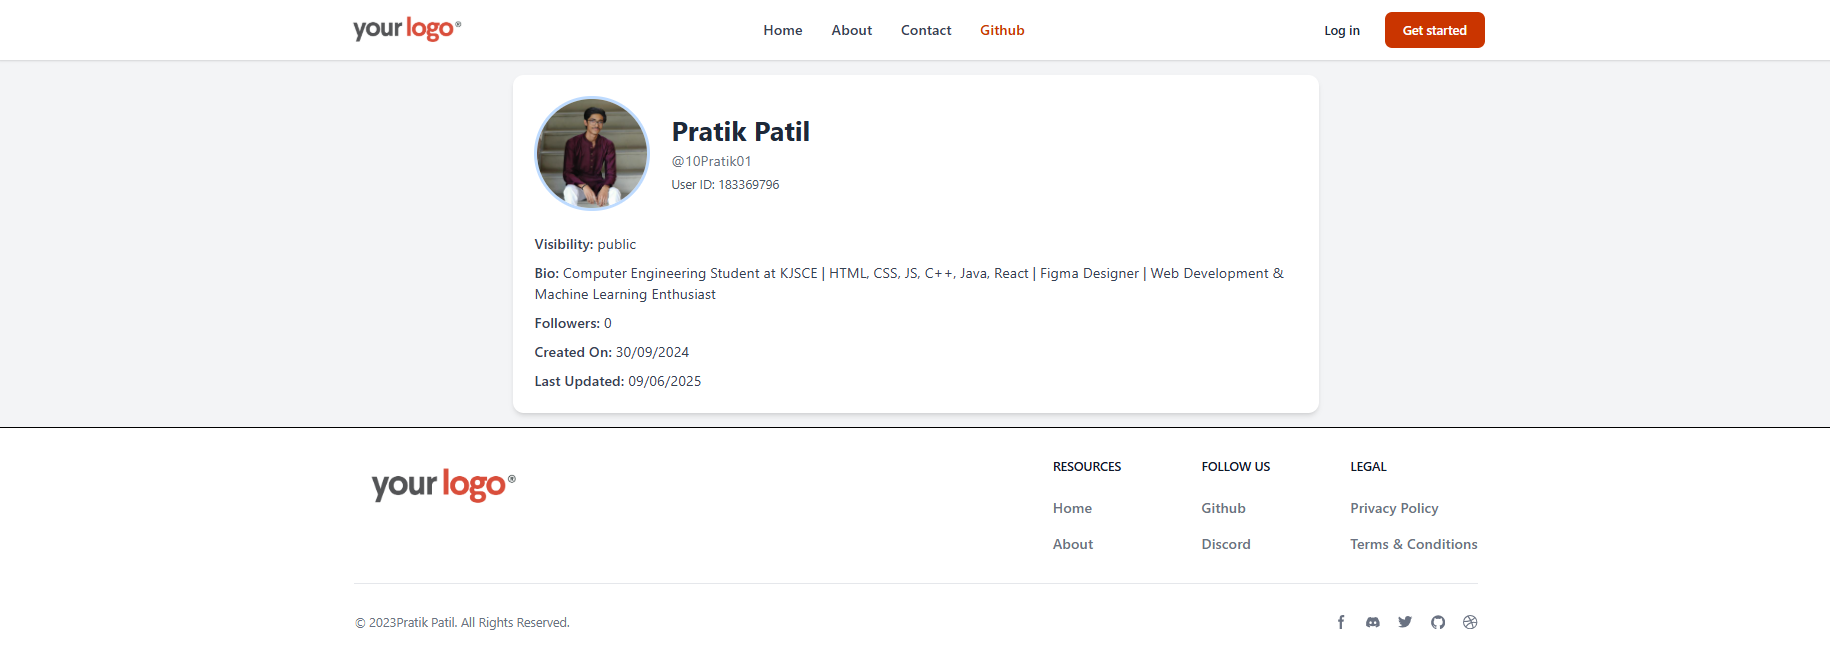 your logo®
Home About Contact Github
Log in Get started
Pratik Patil
@10Pratik01
User ID: 183369796
Visibility: public
Bio: Computer Engineering Student at KJSCE | HTML, CSS, JS, C++, Java, React | Figma Designer | Web Development &
Machine Learning Enthusiast
Followers: 0
Created On: 30/09/2024
Last Updated: 09/06/2025
your logo®
RESOURCES
Home
About
FOLLOW US
Github
Discord
LEGAL
Privacy Policy
Terms & Conditions
© 2023Pratik Patil. All Rights Reserved.